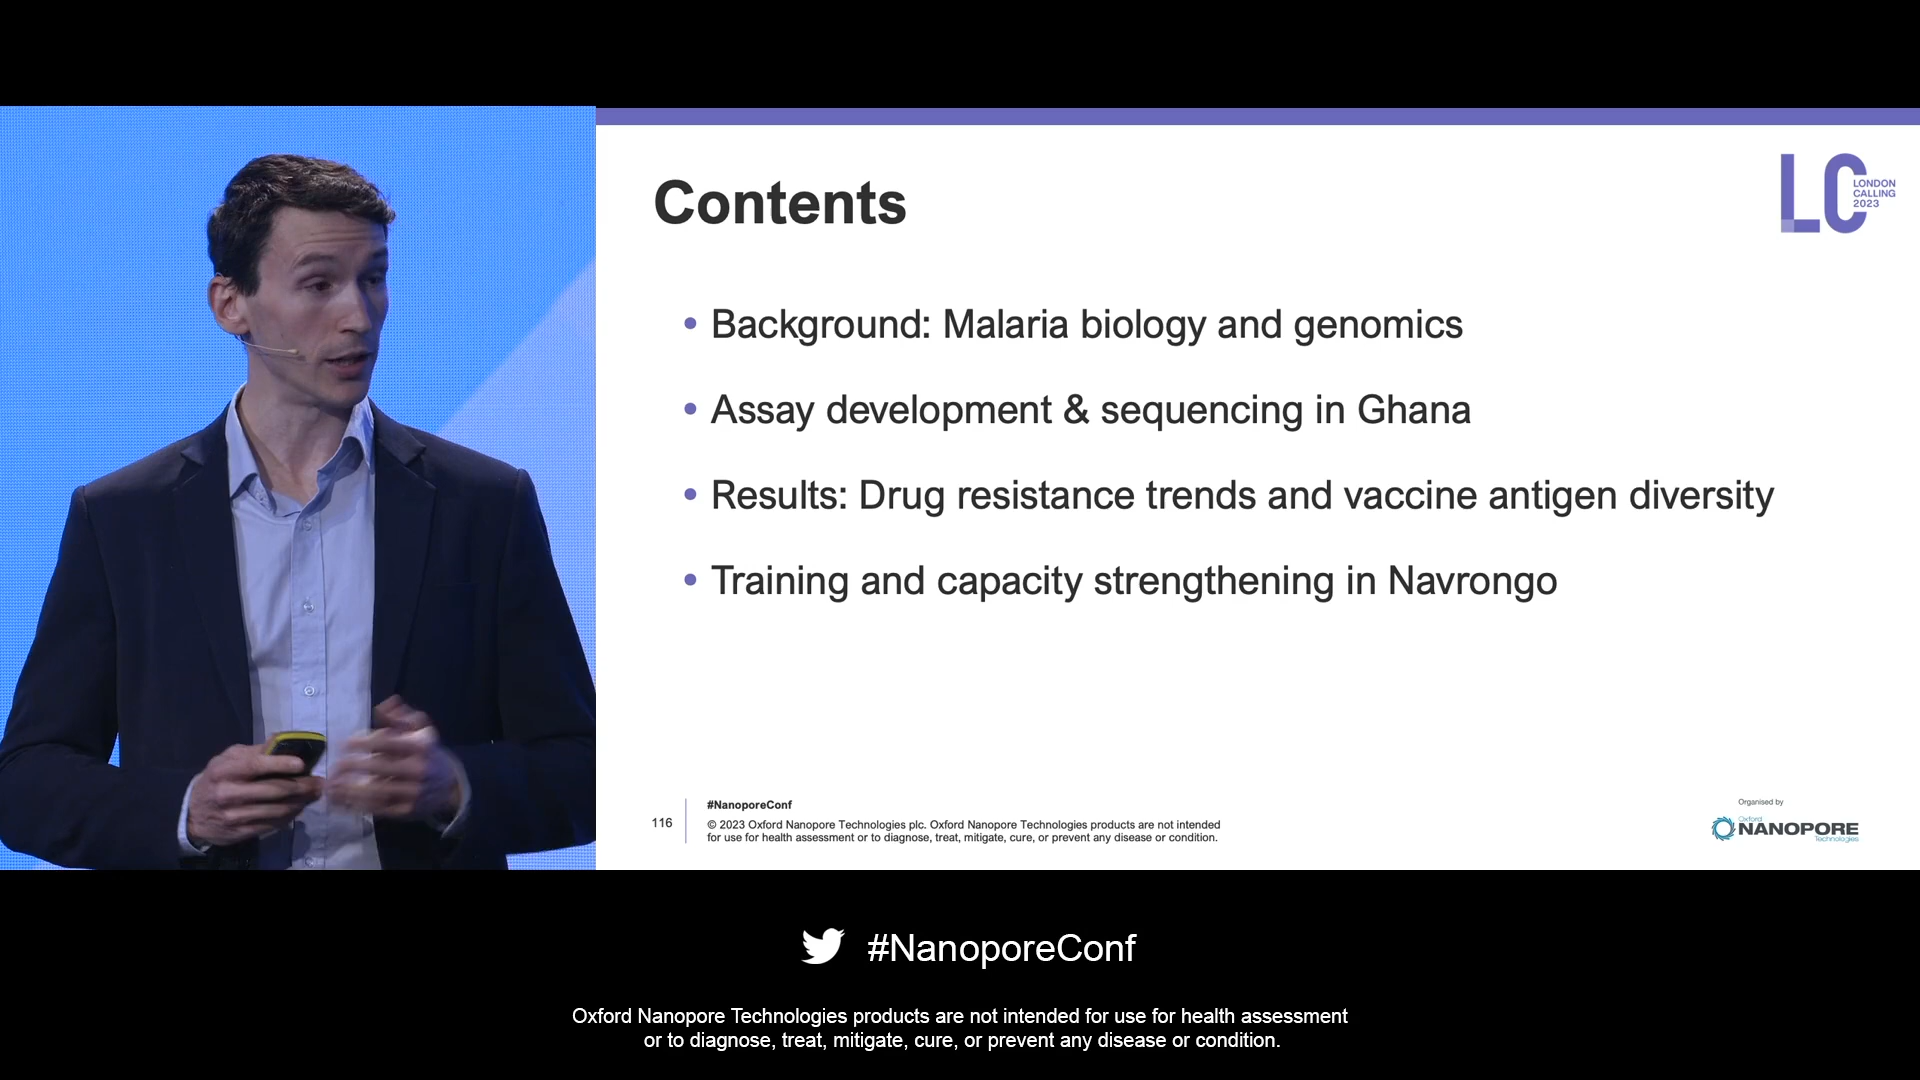 Contents
LC
LONDON
CALLING
2023
• Background: Malaria biology and genomics
• Assay development & sequencing in Ghana
• Results: Drug resistance trends and vaccine antigen diversity
• Training and capacity strengthening in Navrongo
116
#NanoporeConf
© 2023 Oxford Nanopore Technologies plc. Oxford Nanopore Technologies products are not intended
for use for health assessment or to diagnose, treat, mitigate, cure, or prevent any disease or condition.
Organised by
Oxford
NANOPORE
Technologies
#NanoporeConf
Oxford Nanopore Technologies products are not intended for use for health assessment
or to diagnose, treat, mitigate, cure, or prevent any disease or condition.